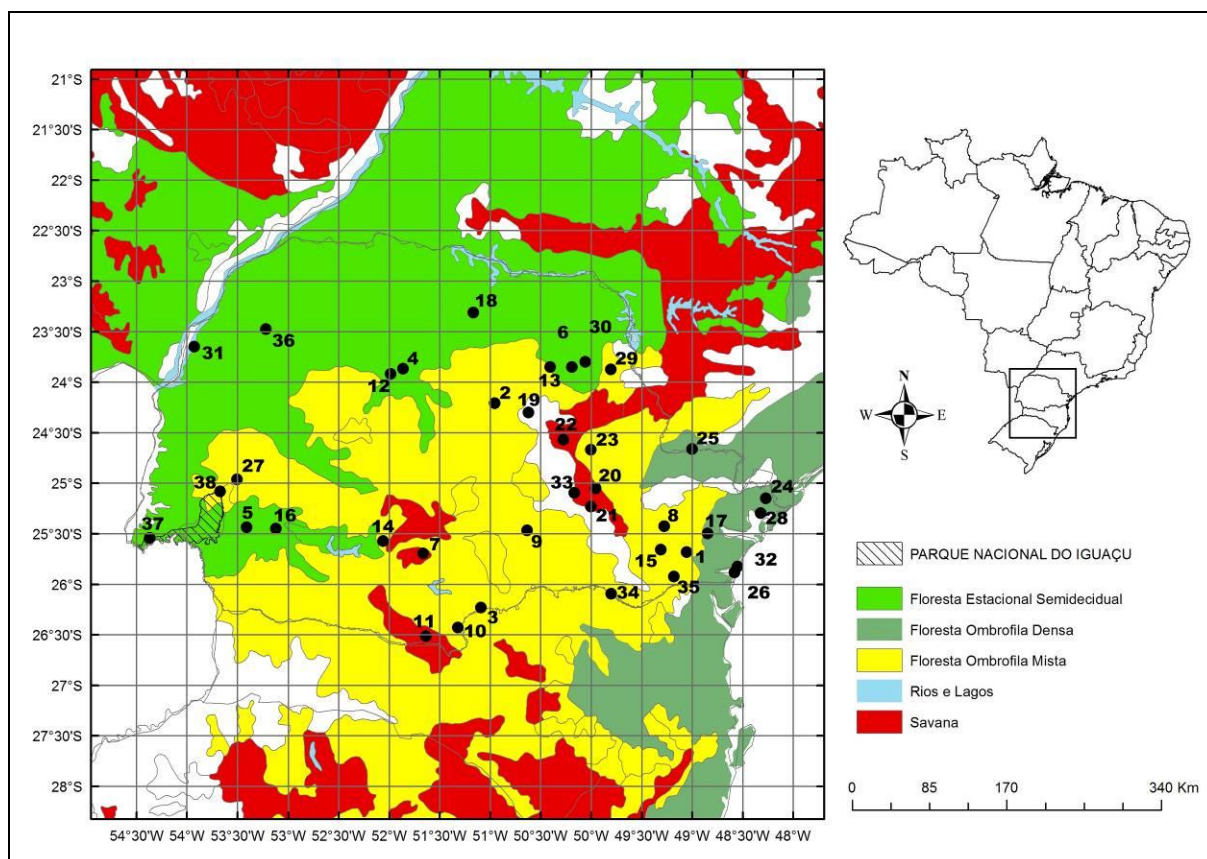 21°S
21°30'S
22°S
22°30'S
23°S
23°30'S
24°S
24°30'S
25°S
25°30'S
26°S
26°30'S
27°S
27°30'S
28°S
54°30'W 54°W 53°30'W 53°W 52°30'W 52°W 51°30'W 51°W 50°30'W 50°W 49°30'W 49°W 48°30'W 48°W
18
6
30
31
36
4
12
13
29
2
19
22
23
25
27
38
33
20
24
21
28
37
5
16
14
7
9
8
17
15
1
32
35
26
34
3
11
10
N
W
E
S
PARQUE NACIONAL DO IGUAÇU
Floresta Estacional Semidecidual
Floresta Ombrofila Densa
Floresta Ombrofila Mista
Rios e Lagos
Savana
0 85 170 340 Km